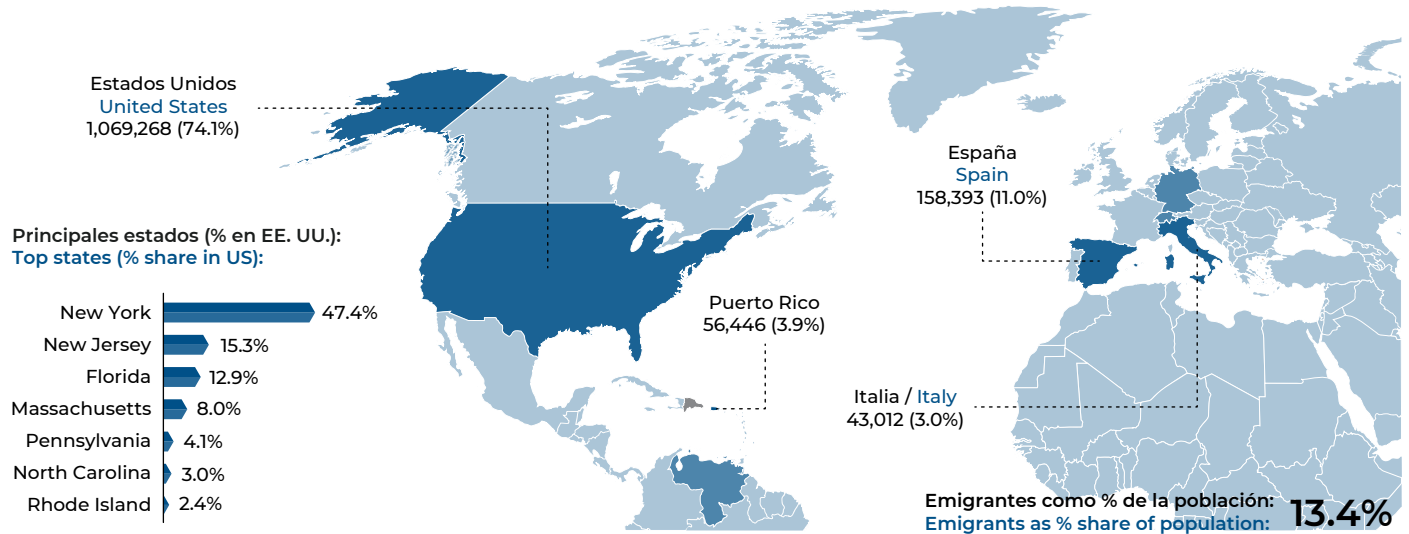 Estados Unidos
United States
1,069,268 (74.1%)
España
Spain
158,393 (11.0%)
Principales estados (% en EE. UU.):
Top states (% share in US):
New York 47.4%
New Jersey 15.3%
Florida 12.9%
Massachusetts 8.0%
Pennsylvania 4.1%
North Carolina 3.0%
Rhode Island 2.4%
Puerto Rico
56,446 (3.9%)
Italia / Italy
43,012 (3.0%)
Emigrantes como % de la población:
Emigrants as % share of population:
13.4%